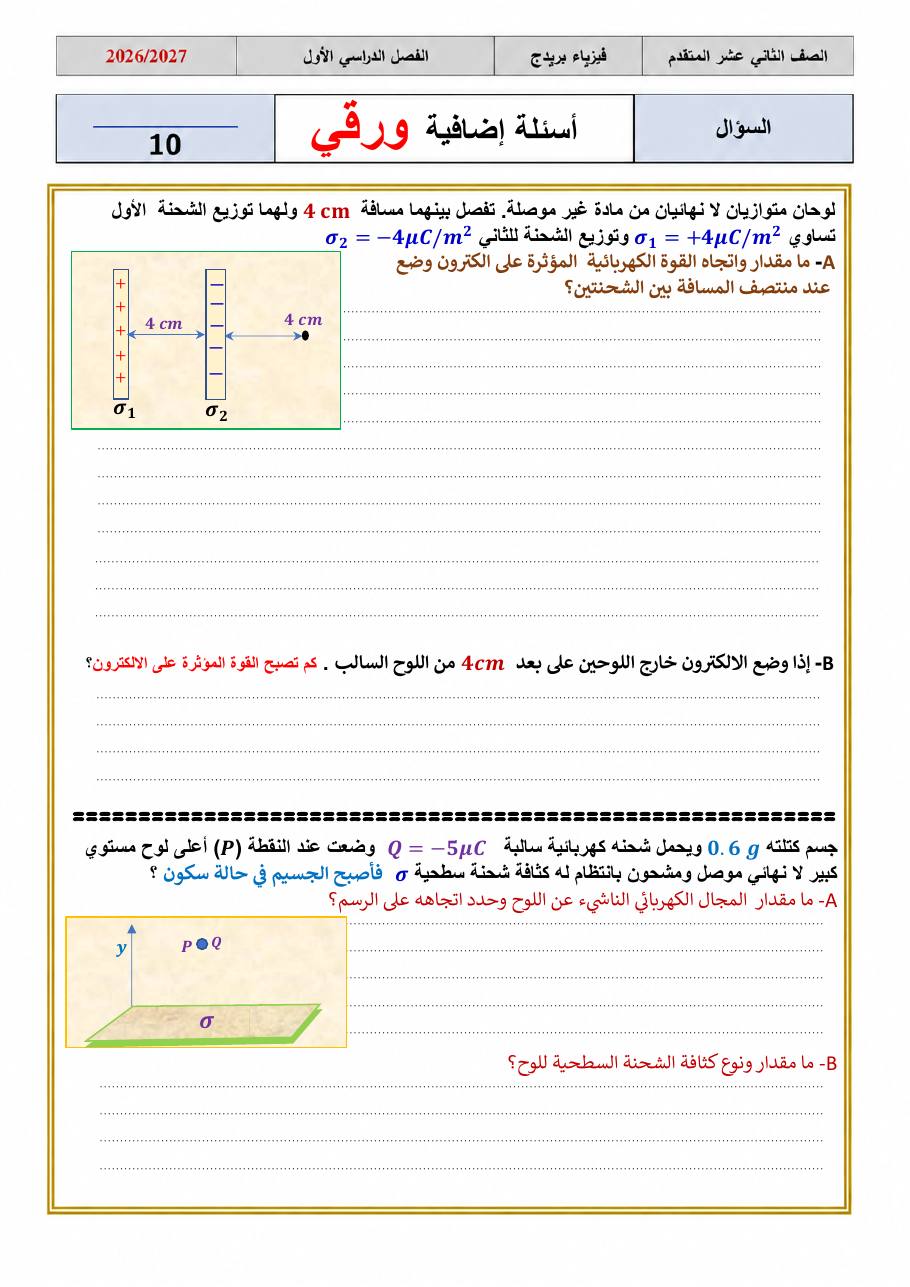 الصف الثاني عشر المتقدم
فيزياء بريدج
الفصل الدراسي الأول
2026/2027
السؤال
أسئلة إضافية ورقي
10
لوحان متوازيان لا نهائيان من مادة غير موصلة. تفصل بينهما مسافة 4 cm ولهما توزيع الشحنة الأول
تساوي σ₁ = +4μC/m² وتوزيع الشحنة للثاني σ₂ = −4μC/m²
A- ما مقدار واتجاه القوة الكهربائية المؤثرة على الكترون وضع
عند منتصف المسافة بين الشحنتين؟
+ −
+ −
4 cm
4 cm
+ −
+ −
+ −
σ₁
σ₂
B- إذا وضع الالكترون خارج اللوحين على بعد 4cm من اللوح السالب . كم تصبح القوة المؤثرة على الالكترون؟
==========================================================
جسم كتلته 0.6 g ويحمل شحنه كهربائية سالبة Q = −5μC وضعت عند النقطة (P) أعلى لوح مستوي
كبير لا نهائي موصل ومشحون بانتظام له كثافة شحنة سطحية σ فأصبح الجسيم في حالة سكون ؟
A- ما مقدار المجال الكهربائي الناشيء عن اللوح وحدد اتجاهه على الرسم؟
y
P Q
σ
B- ما مقدار ونوع كثافة الشحنة السطحية للوح؟